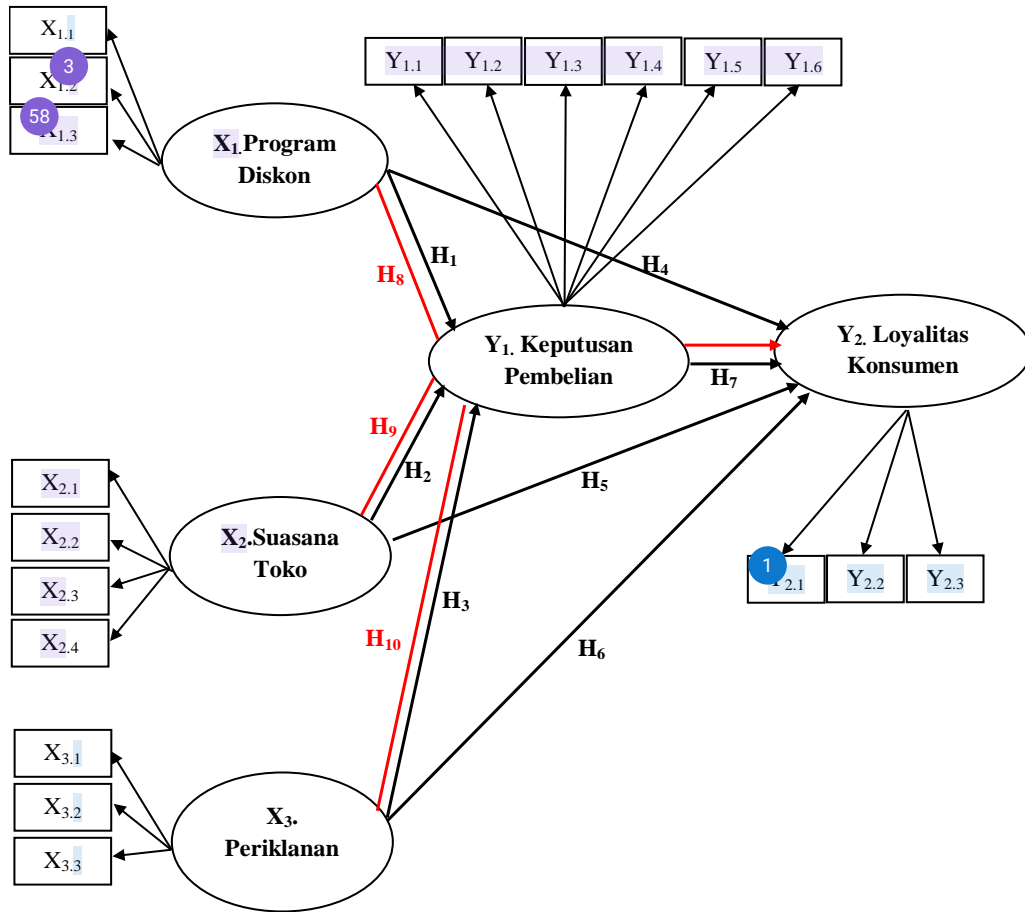 X1.1
3
X1.2
58
X1.3
X1.Program
Diskon
Y1.1 Y1.2 Y1.3 Y1.4 Y1.5 Y1.6
H1
H8
H4
Y1. Keputusan
Pembelian
Y2. Loyalitas
Konsumen
H7
H9
H2
H5
X2.1
X2.2
X2.3
X2.4
X2.Suasana
Toko
1
Y2.1 Y2.2 Y2.3
H3
H10
H6
X3.1
X3.2
X3.3
X3.
Periklanan